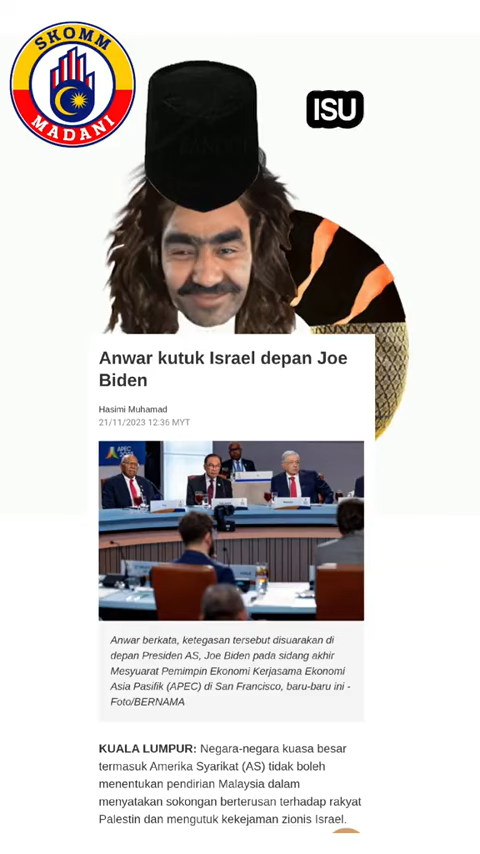 SKOMM
MADANI
ISU
Anwar kutuk Israel depan Joe
Biden
Hasimi Muhamad
21/11/2023 12:36 MYT
APEC
Anwar berkata, ketegasan tersebut disuarakan di
depan Presiden AS, Joe Biden pada sidang akhir
Mesyuarat Pemimpin Ekonomi Kerjasama Ekonomi
Asia Pasifik (APEC) di San Francisco, baru-baru ini -
Foto/BERNAMA
KUALA LUMPUR: Negara-negara kuasa besar
termasuk Amerika Syarikat (AS) tidak boleh
menentukan pendirian Malaysia dalam
menyatakan sokongan berterusan terhadap rakyat
Palestin dan mengutuk kekejaman zionis Israel.